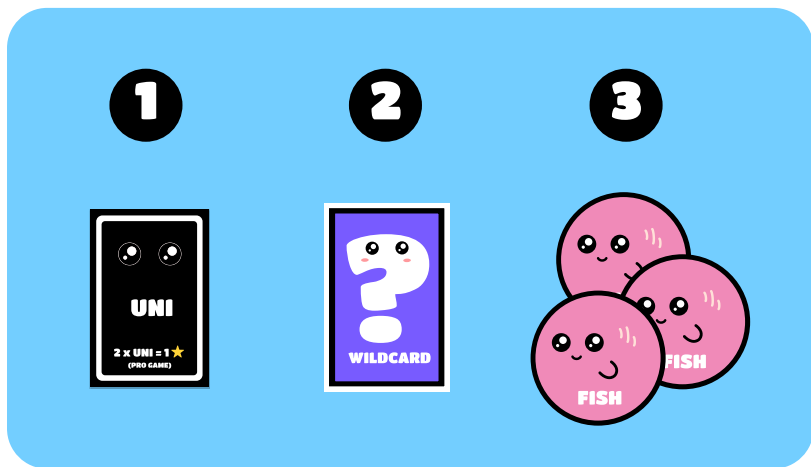 1
2
3
UNI
2 x UNI = 1
(PRO GAME)
WILDCARD
FISH
FISH